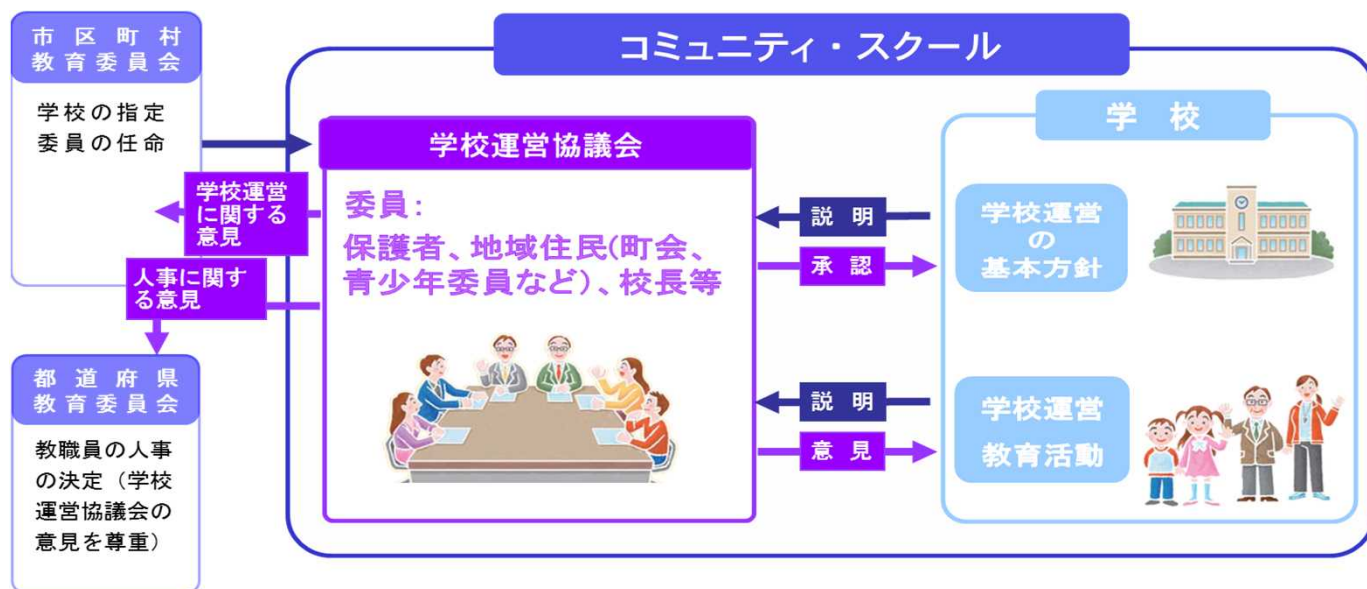 コミュニティ・スクール
市区町村
教育委員会
学校の指定
委員の任命
学校運営
に関する
意見
人事に関す
る意見
都道府県
教育委員会
教職員の人事
の決定（学校
運営協議会の
意見を尊重）
学校運営協議会
委員：
保護者、地域住民(町会、
青少年委員など)、校長等
説明
承認
説明
意見
学校
学校運営
の
基本方針
学校運営
教育活動